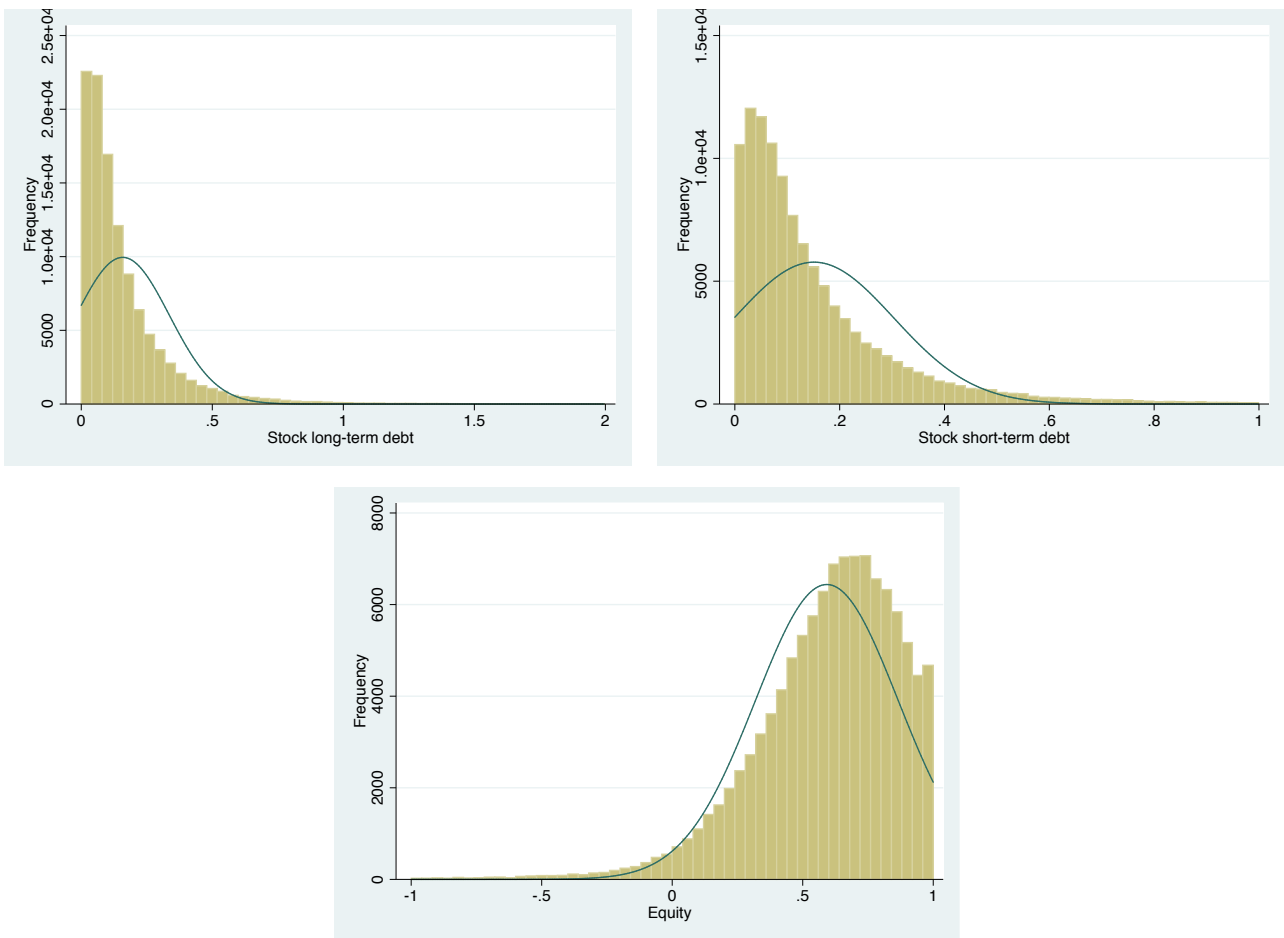 Frequency
0
5000
1.0e+04
1.5e+04
2.0e+04
2.5e+04
0
.5
1
1.5
2
Stock long-term debt
Frequency
0
5000
1.0e+04
1.5e+04
0
.2
.4
.6
.8
1
Stock short-term debt
Frequency
0
2000
4000
6000
8000
-1
-.5
0
.5
1
Equity